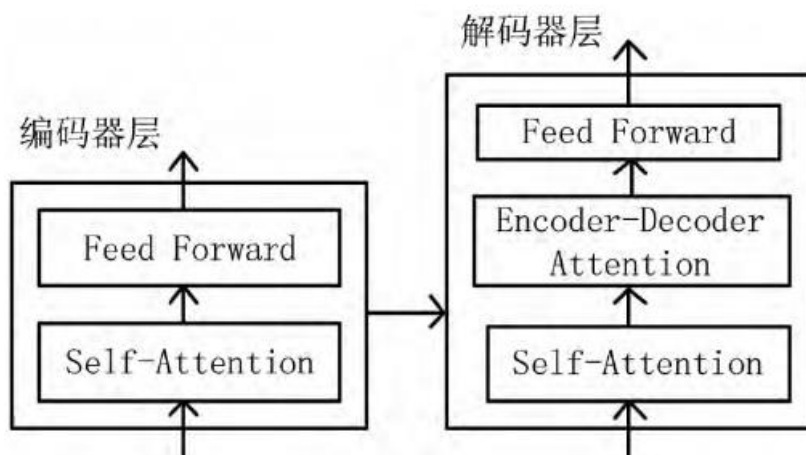 编码器层
Feed Forward
Self-Attention
解码器层
Feed Forward
Encoder-Decoder
Attention
Self-Attention